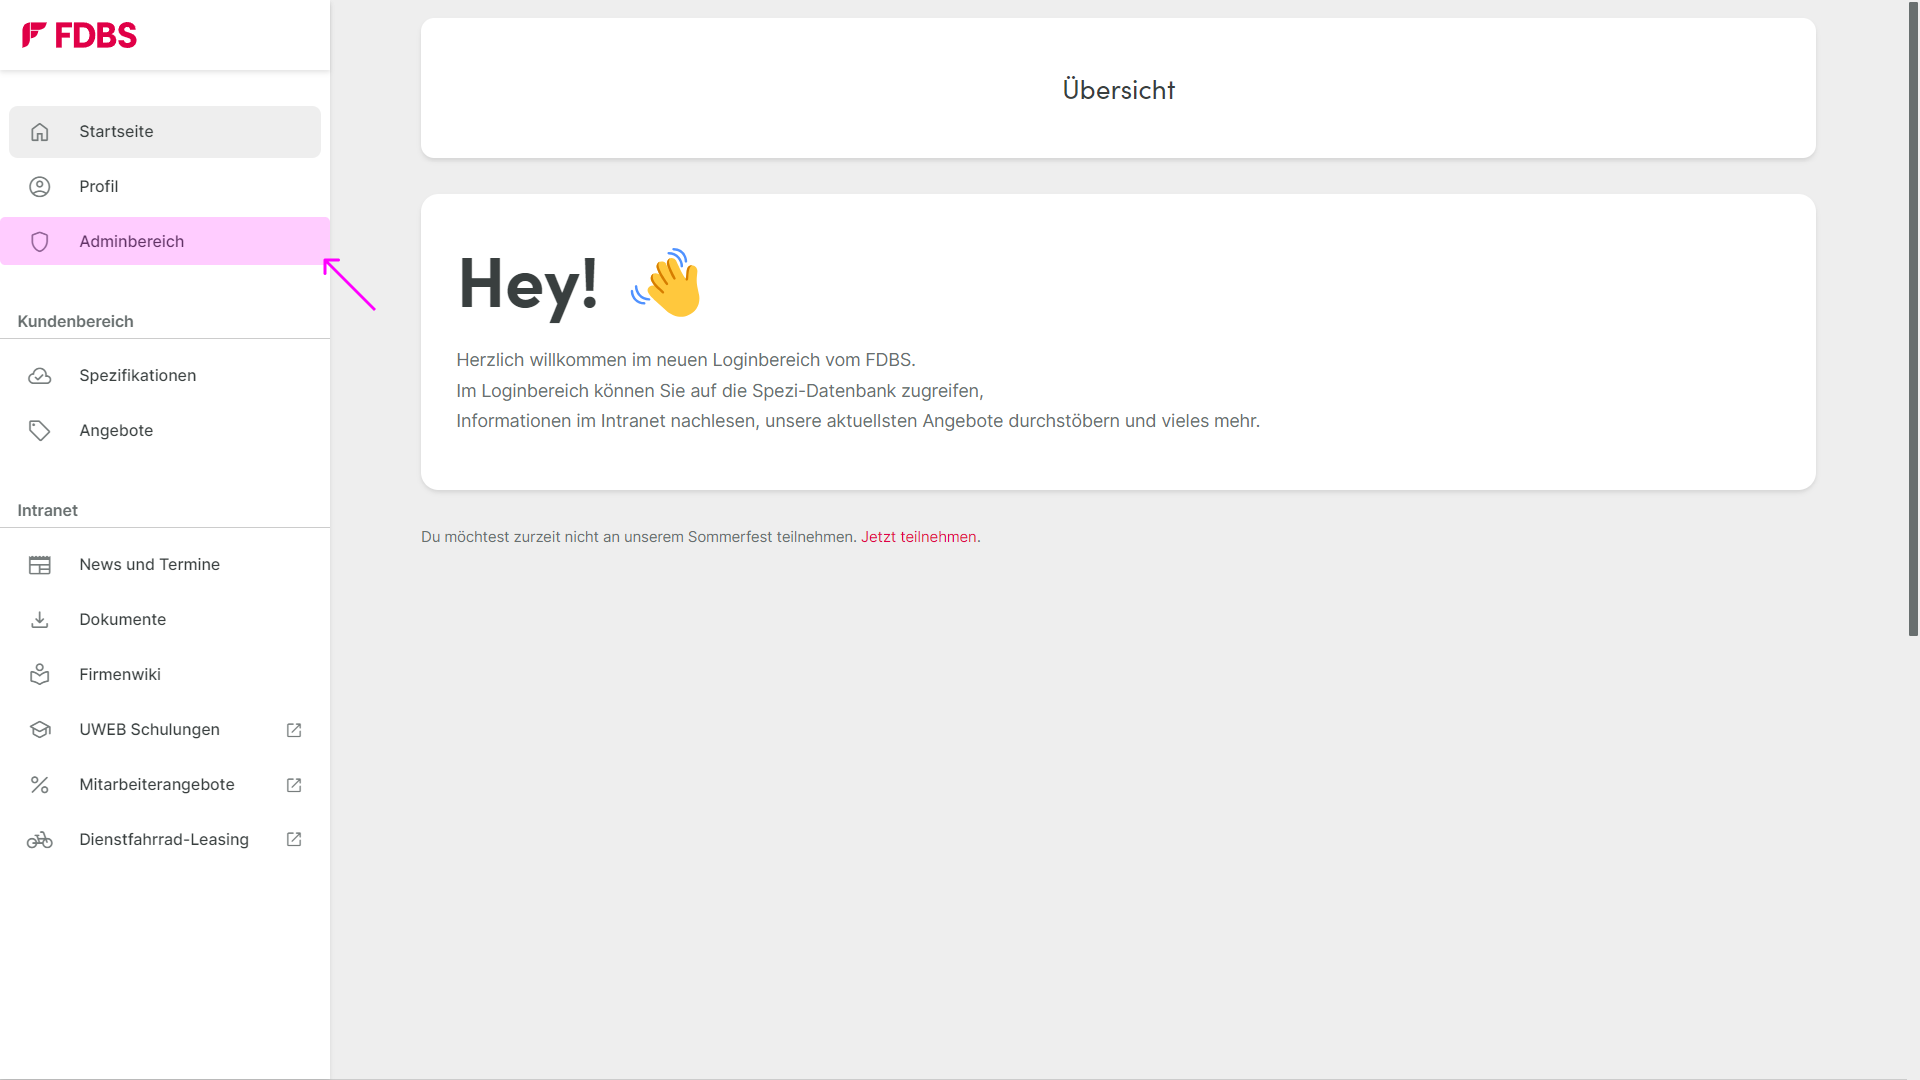 FDBS
Startseite
Profil
Adminbereich
Kundenbereich
Spezifikationen
Angebote
Intranet
News und Termine
Dokumente
Firmenwiki
UWEB Schulungen
Mitarbeiterangebote
Dienstfahrrad-Leasing
Übersicht
Hey!
Herzlich willkommen im neuen Loginbereich vom FDBS.
Im Loginbereich können Sie auf die Spezi-Datenbank zugreifen,
Informationen im Intranet nachlesen, unsere aktuellsten Angebote durchstöbern und vieles mehr.
Du möchtest zurzeit nicht an unserem Sommerfest teilnehmen. Jetzt teilnehmen.